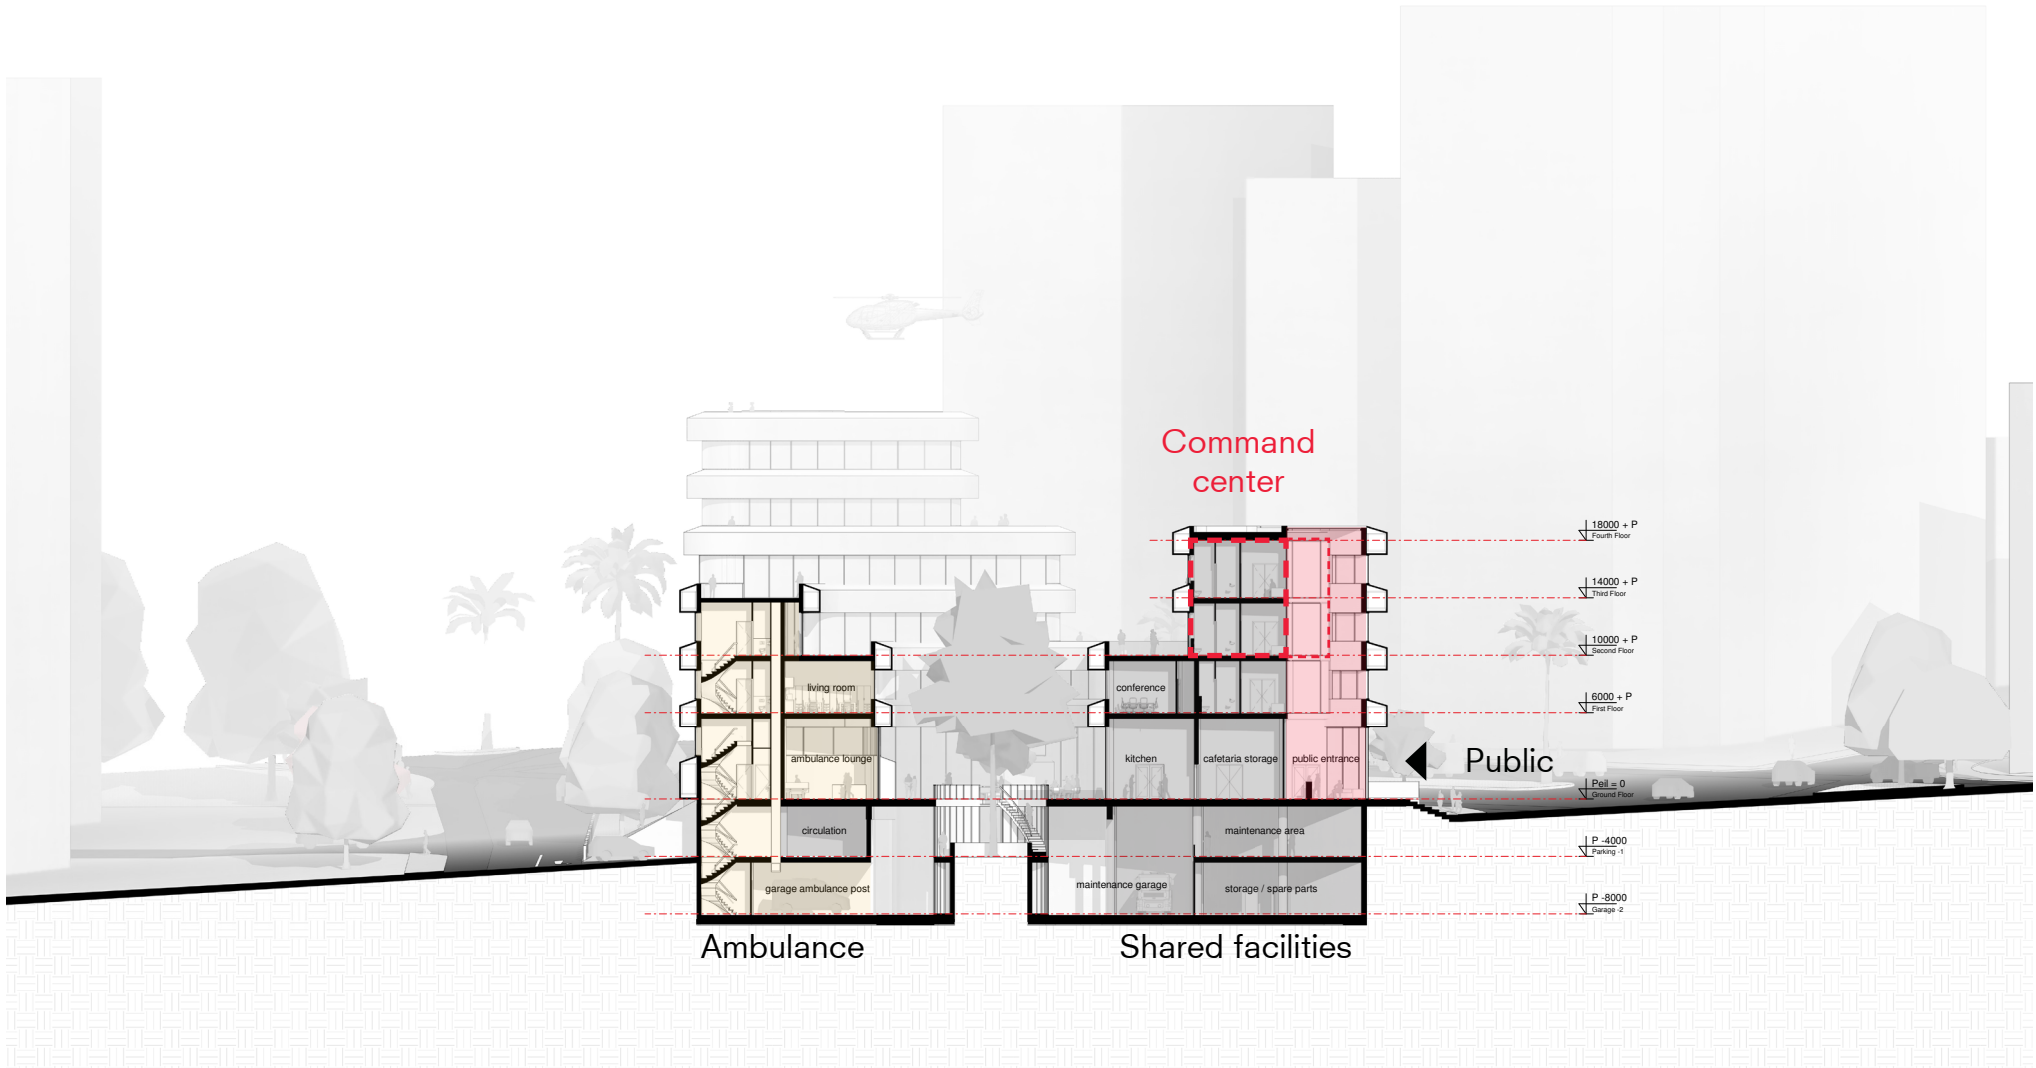 Command
center
18000 + P
Fourth Floor
14000 + P
Third Floor
10000 + P
Second Floor
living room
conference
6000 + P
First Floor
ambulance lounge
kitchen
cafetaria storage
public entrance
Public
Peil = 0
Ground Floor
circulation
maintenance area
P -4000
Parking -1
garage ambulance post
maintenance garage
storage / spare parts
P -8000
Garage -2
Ambulance
Shared facilities